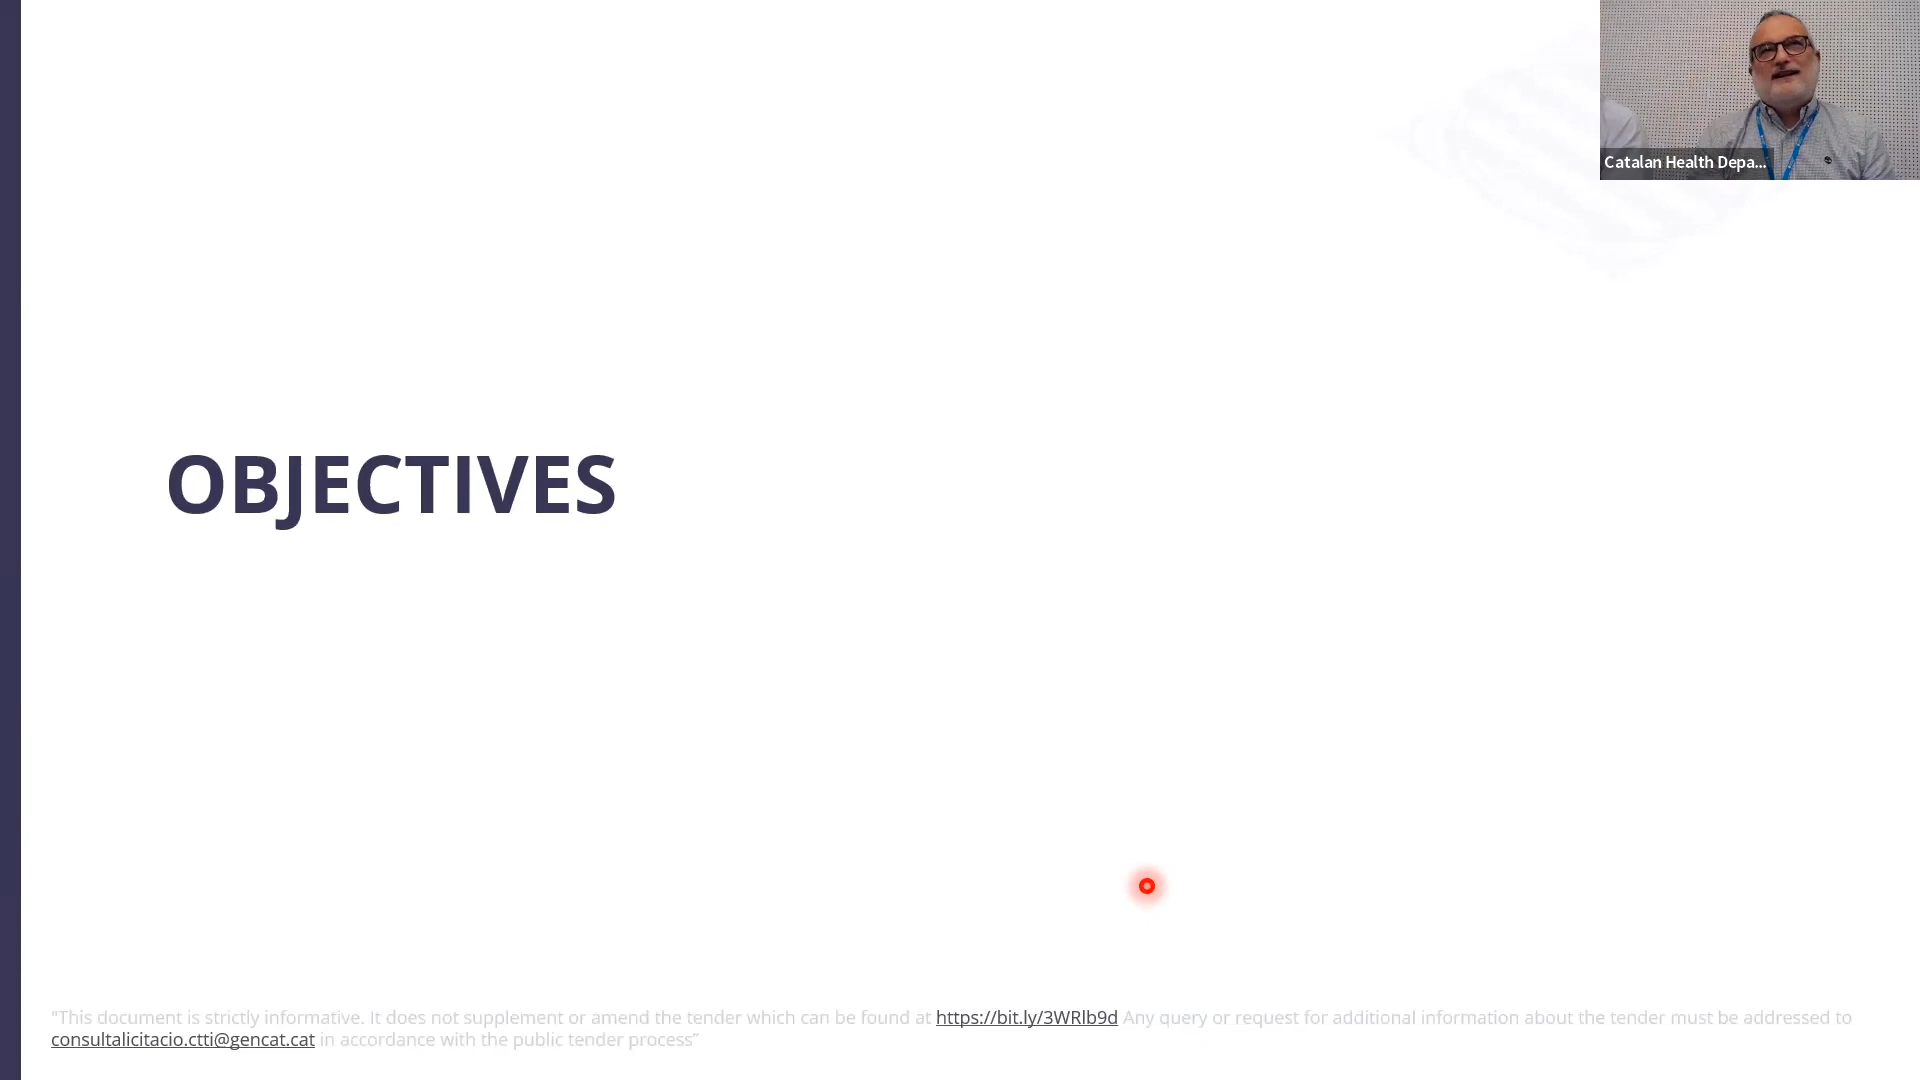 Catalan Health Depa...
OBJECTIVES
"This document is strictly informative. It does not supplement or amend the tender which can be found at https://bit.ly/3WRlb9d Any query or request for additional information about the tender must be addressed to
consultalicitacio.ctti@gencat.cat in accordance with the public tender process”